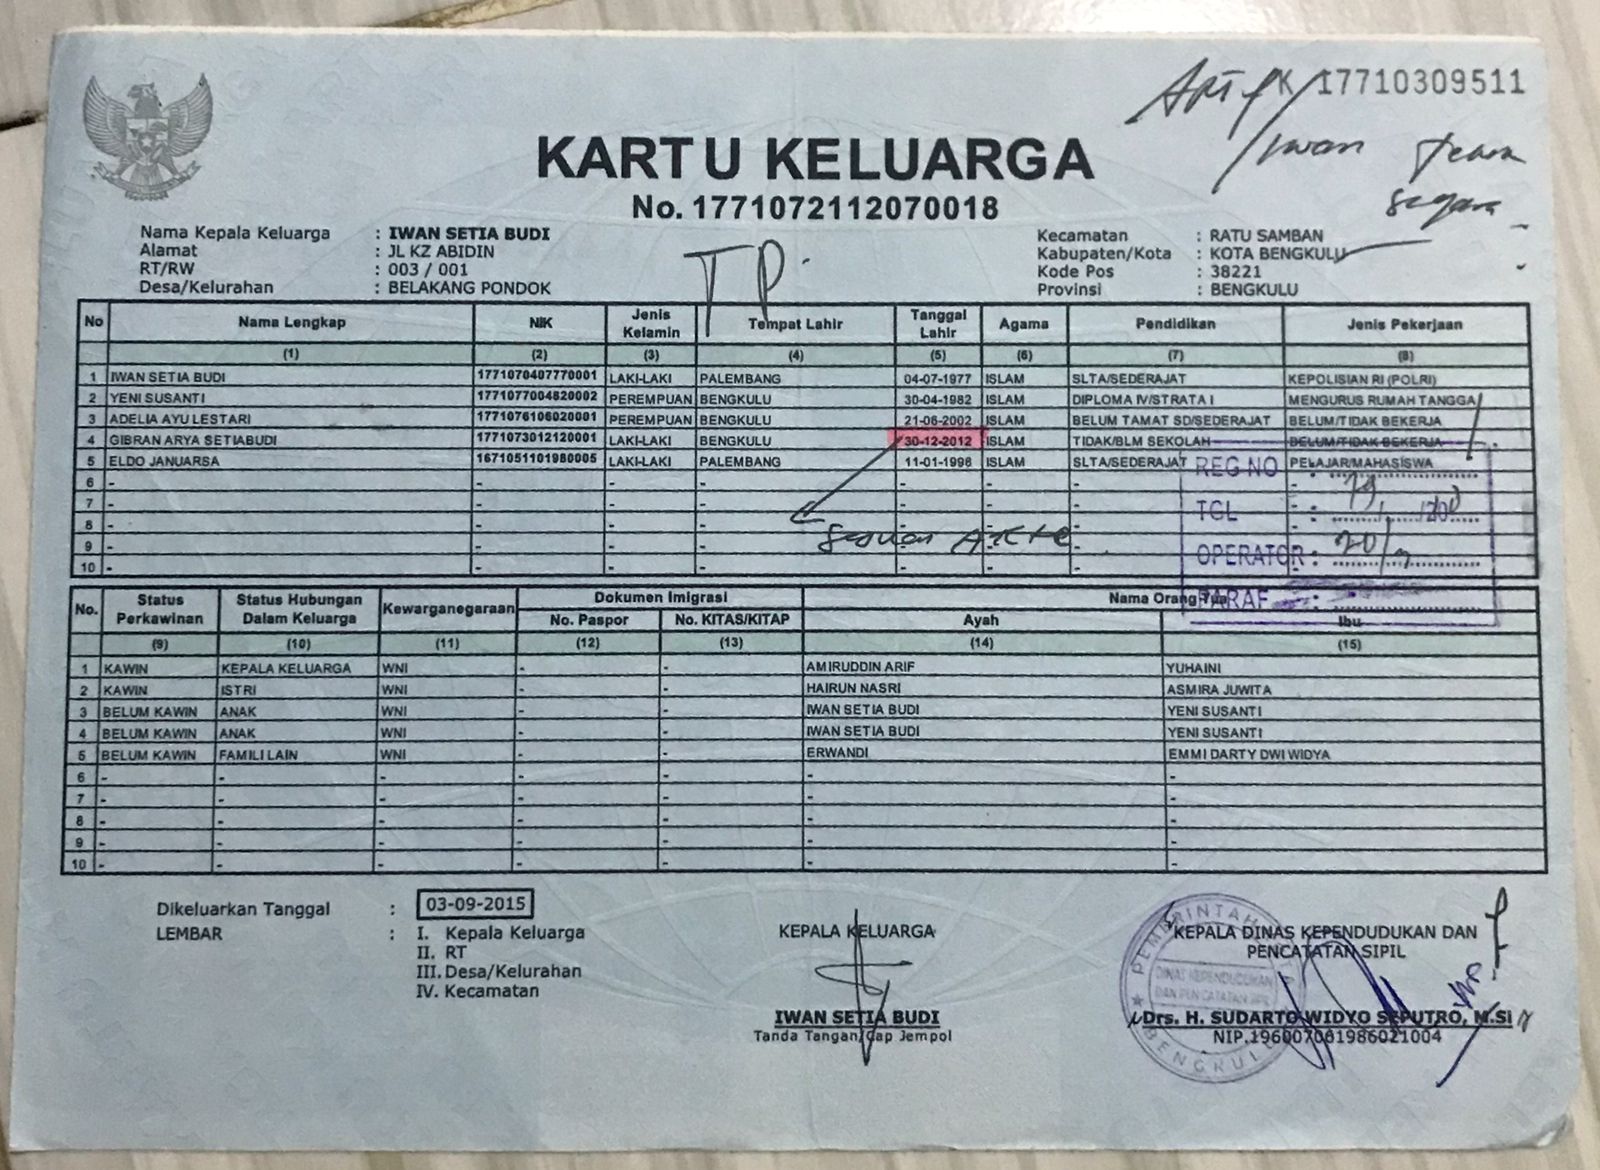 K 17710309511
Arif/Iwan
segera
KARTU KELUARGA
No. 1771072112070018
Nama Kepala Keluarga : IWAN SETIA BUDI
Alamat : JL KZ ABIDIN
RT/RW : 003 / 001
Desa/Kelurahan : BELAKANG PONDOK
Kecamatan : RATU SAMBAN
Kabupaten/Kota : KOTA BENGKULU
Kode Pos : 38221
Provinsi : BENGKULU
TP.
No Nama Lengkap NIK Jenis Kelamin Tempat Lahir Tanggal Lahir Agama Pendidikan Jenis Pekerjaan
(1) (2) (3) (4) (5) (6) (7) (8)
1 IWAN SETIA BUDI 1771070407770001 LAKI-LAKI PALEMBANG 04-07-1977 ISLAM SLTA/SEDERAJAT KEPOLISIAN RI (POLRI)
2 YENI SUSANTI 1771077004820002 PEREMPUAN BENGKULU 30-04-1982 ISLAM DIPLOMA IV/STRATA I MENGURUS RUMAH TANGGA
3 ADELIA AYU LESTARI 1771076106020001 PEREMPUAN BENGKULU 21-06-2002 ISLAM BELUM TAMAT SD/SEDERAJAT BELUM/TIDAK BEKERJA
4 GIBRAN ARYA SETIABUDI 1771073012120001 LAKI-LAKI BENGKULU 30-12-2012 ISLAM TIDAK/BLM SEKOLAH BELUM/TIDAK BEKERJA
5 ELDO JANUARSA 1671051101980005 LAKI-LAKI PALEMBANG 11-01-1998 ISLAM SLTA/SEDERAJAT PELAJAR/MAHASISWA
6 - - - - - - - -
7 - - - - - - - -
8 - - - - - - - -
9 - - - - - - - -
10 - - - - - - - -
sesuai Akte
REG NO :
TGL :
OPERATOR :
PARAF :
No. Status Perkawinan Status Hubungan Dalam Keluarga Kewarganegaraan Dokumen Imigrasi Nama Orang Tua
No. Paspor No. KITAS/KITAP Ayah Ibu
(9) (10) (11) (12) (13) (14) (15)
1 KAWIN KEPALA KELUARGA WNI - - AMIRUDDIN ARIF YUHAINI
2 KAWIN ISTRI WNI - - HAIRUN NASRI ASMIRA JUWITA
3 BELUM KAWIN ANAK WNI - - IWAN SETIA BUDI YENI SUSANTI
4 BELUM KAWIN ANAK WNI - - IWAN SETIA BUDI YENI SUSANTI
5 BELUM KAWIN FAMILI LAIN WNI - - ERWANDI EMMI DARTY DWI WIDYA
6 - - - - - - -
7 - - - - - - -
8 - - - - - - -
9 - - - - - - -
10 - - - - - - -
Dikeluarkan Tanggal : 03-09-2015
LEMBAR : I. Kepala Keluarga
II. RT
III. Desa/Kelurahan
IV. Kecamatan
KEPALA KELUARGA
IWAN SETIA BUDI
Tanda Tangan/Cap Jempol
KEPALA DINAS KEPENDUDUKAN DAN
PENCATATAN SIPIL
Drs. H. SUDARTO WIDYO SEPUTRO, M.Si
NIP.196007081986021004
PEMERINTAH
DINAS KEPENDUDUKAN
DAN PENCATATAN SIPIL
BENGKULU